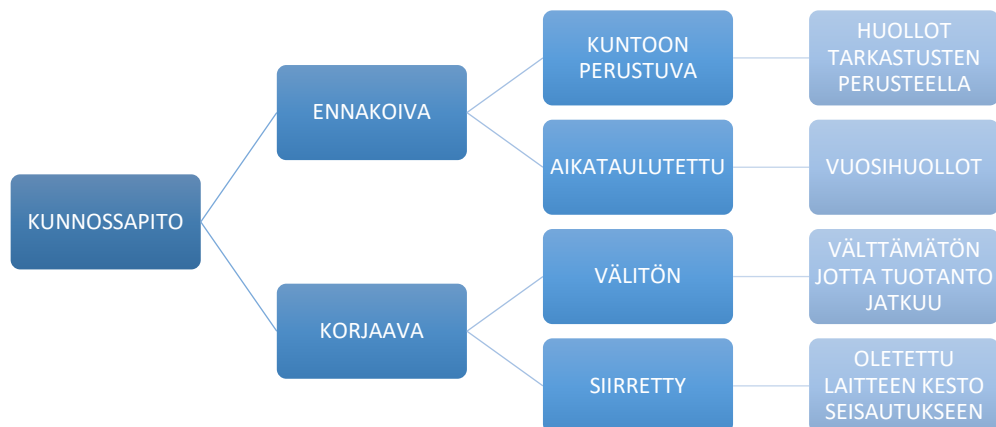 KUNNOSSAPITO
ENNAKOIVA
KUNTOON
PERUSTUVA
HUOLLOT
TARKASTUSTEN
PERUSTEELLA
AIKATAULUTETTU
VUOSIHUOLLOT
KORJAAVA
VÄLITÖN
VÄLTTÄMÄTÖN
JOTTA TUOTANTO
JATKUU
SIIRRETTY
OLETETTU
LAITTEEN KESTO
SEISAUTUKSEEN